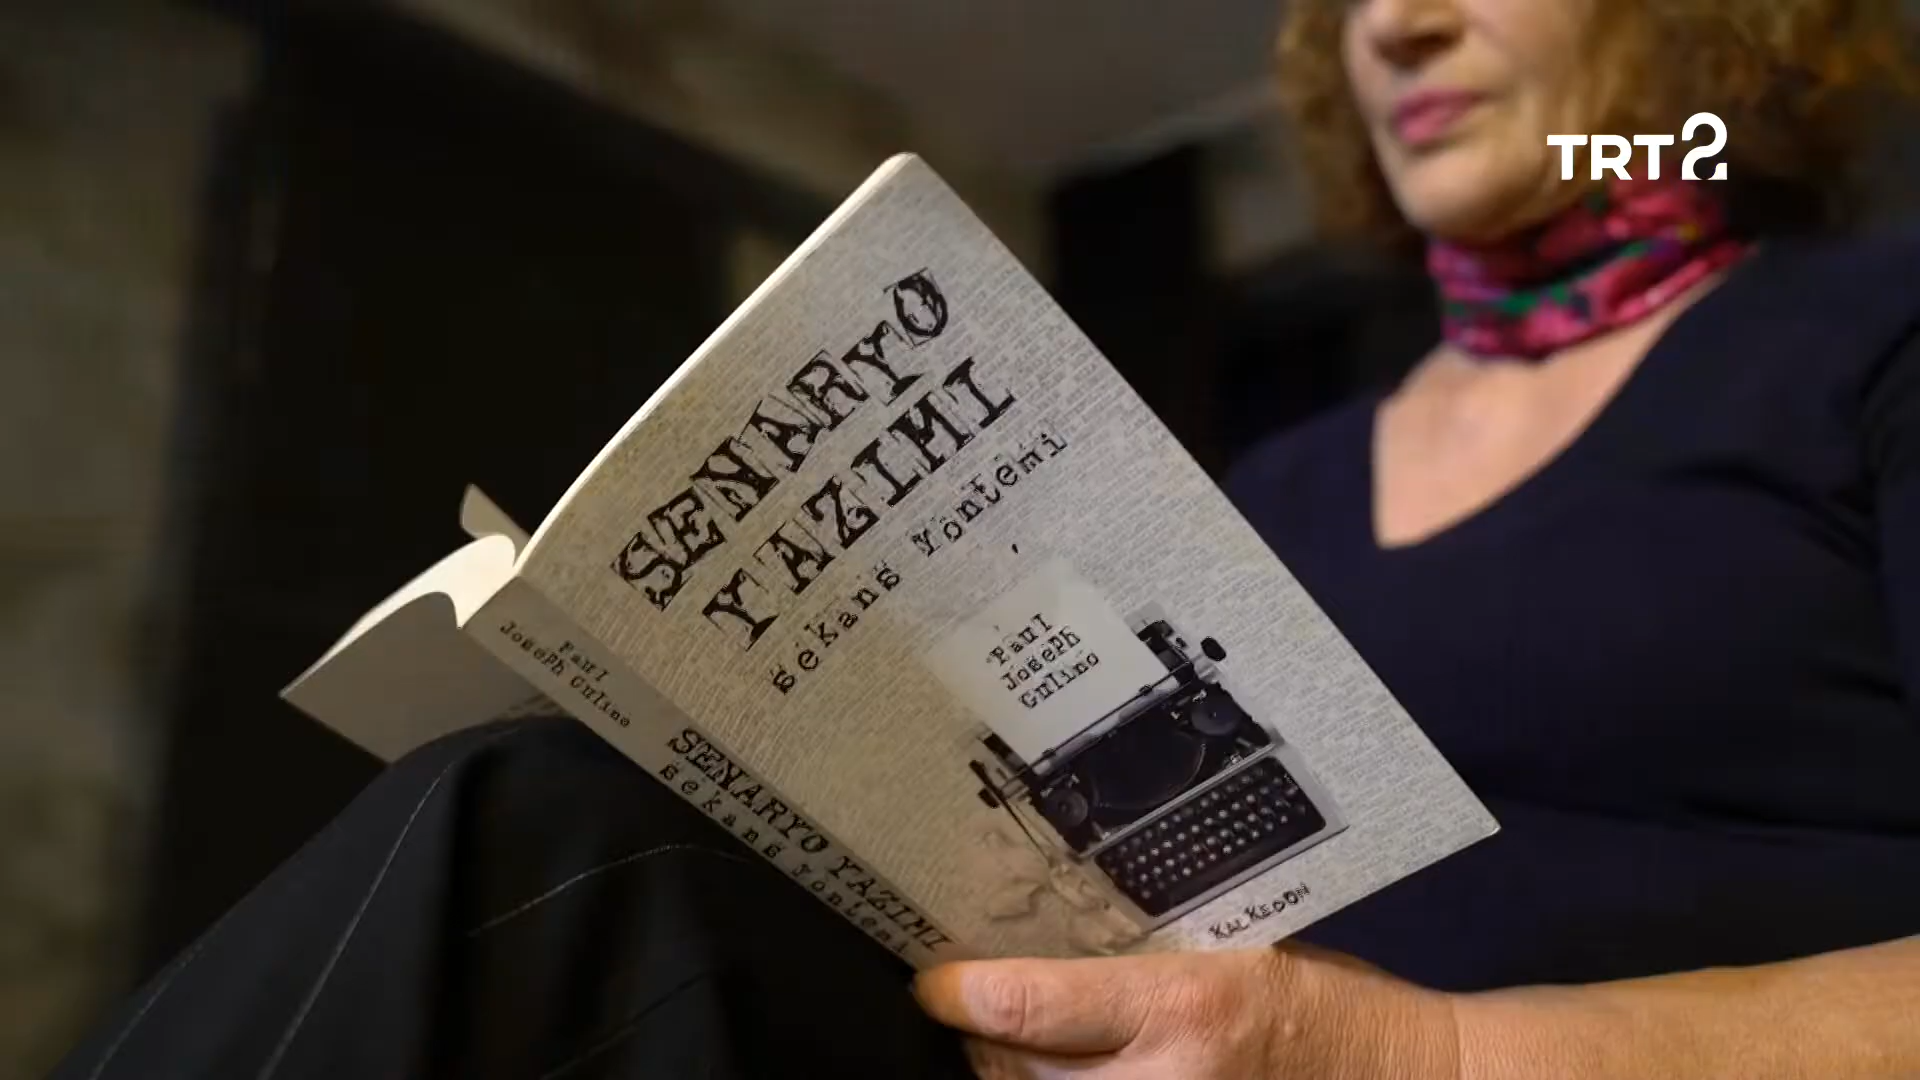 TRT2
SENARYO
YAZIMI
sekans yöntemi
Paul
Joseph
Gulino
KALKEDON
Paul
Joseph Gulino
SENARYO YAZIMI
sekans yöntemi